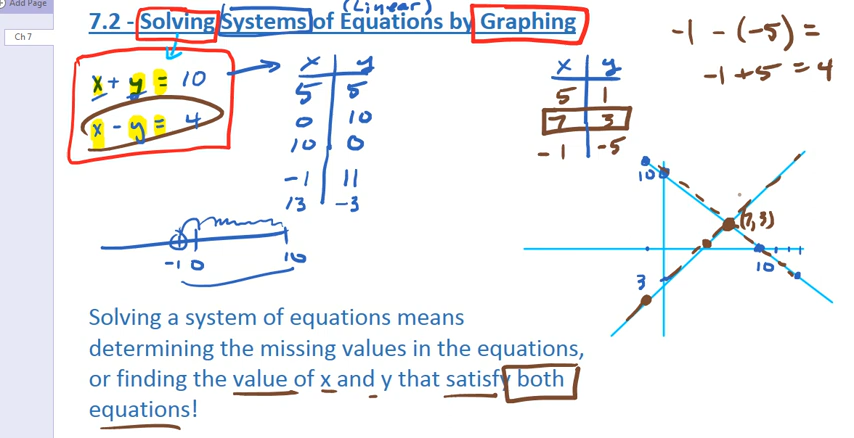 Add Page
Ch 7
(Linear)
7.2 - Solving Systems of Equations by Graphing
x + y = 10
x - y = 4
x y
5 5
0 10
10 0
-1 11
13 -3
-1 0 10
x y
5 1
7 3
-1 -5
-1 - (-5) =
-1 + 5 = 4
10
(7, 3)
10
3
Solving a system of equations means
determining the missing values in the equations,
or finding the value of x and y that satisfy both
equations!